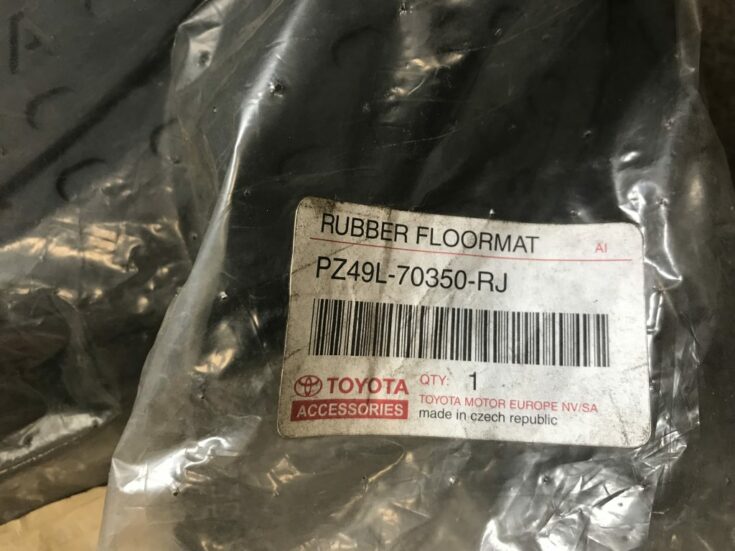 RUBBER FLOORMAT
AI
PZ49L-70350-RJ
TOYOTA
ACCESSORIES
QTY: 1
TOYOTA MOTOR EUROPE NV/SA
made in czech republic